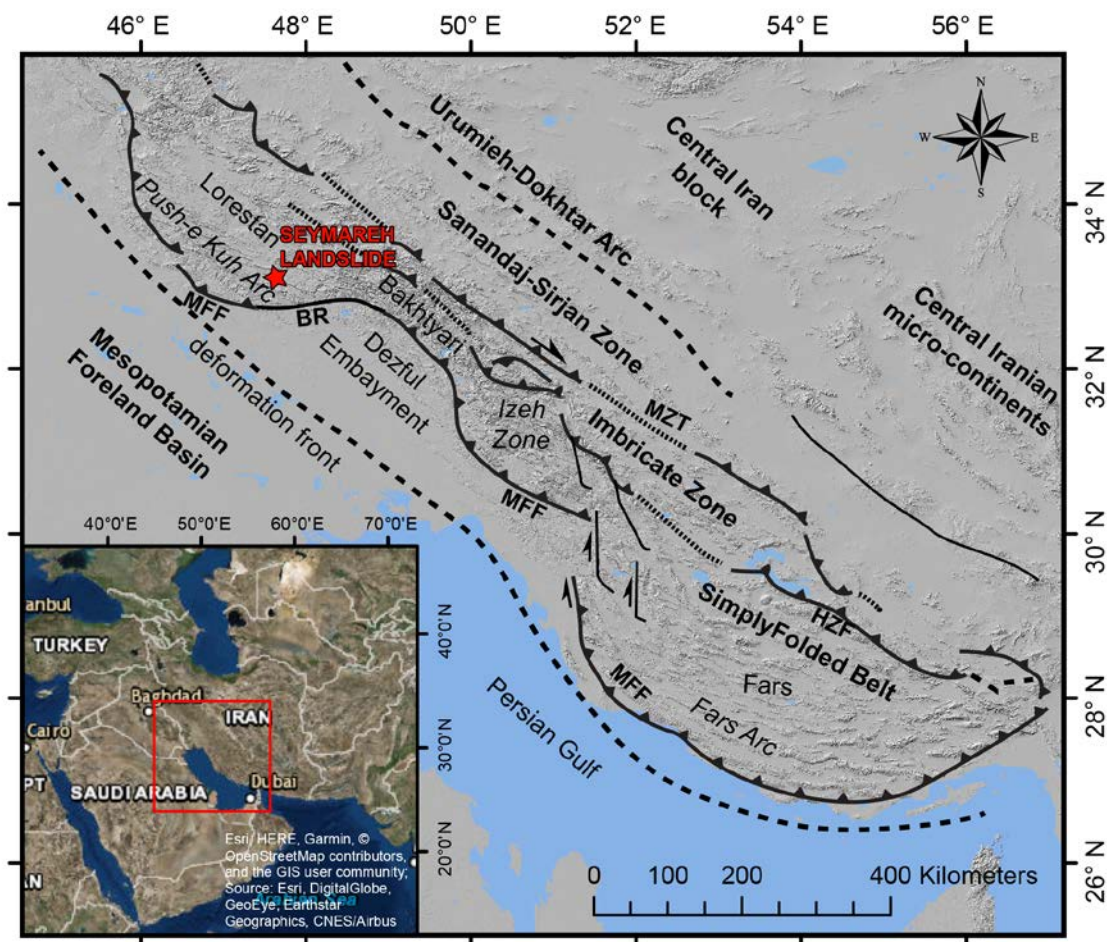 46° E
48° E
50° E
52° E
54° E
56° E
34° N
32° N
30° N
28° N
26° N
N
W
E
S
Urumieh-Dokhtar Arc
Central Iran
block
Sanandaj-Sirjan Zone
Central Iranian
micro-continents
Lorestan
Push-e Kuh Arc
SEYMAREH
LANDSLIDE
Bakhtyari
MFF
BR
Dezful
Embayment
Mesopotamian
Foreland Basin
deformation front
Izeh
Zone
MZT
Imbricate Zone
MFF
SimplyFolded Belt
HZF
MFF
Fars
Fars Arc
Persian Gulf
0
100
200
400 Kilometers
40°0'E
50°0'E
60°0'E
70°0'E
40°0'N
30°0'N
20°0'N
tanbul
TURKEY
Baghdad
IRAN
Cairo
PT
SAUDI ARABIA
Dubai
AN
Esri, HERE, Garmin, ©
OpenStreetMap contributors,
and the GIS user community;
Source: Esri, DigitalGlobe,
GeoEye, Earthstar
Geographics, CNES/Airbus
Arabian Sea